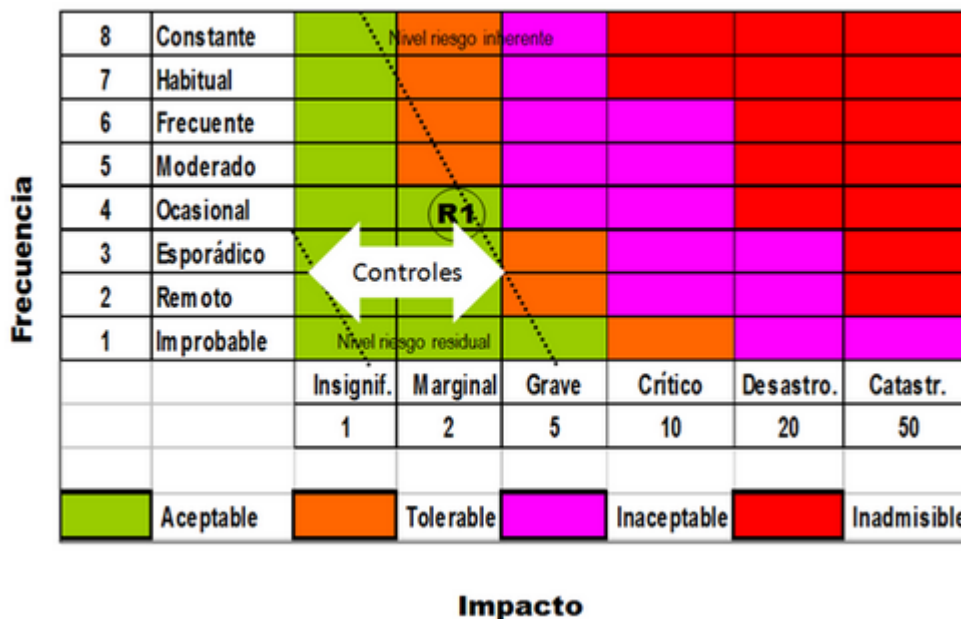 Frecuencia
8 Constante Nivel riesgo inherente
7 Habitual
6 Frecuente
5 Moderado
4 Ocasional R1
3 Esporádico
Controles
2 Remoto
1 Improbable Nivel riesgo residual
Insignif. Marginal Grave Crítico Desastro. Catastr.
1 2 5 10 20 50
Aceptable Tolerable Inaceptable Inadmisible
Impacto